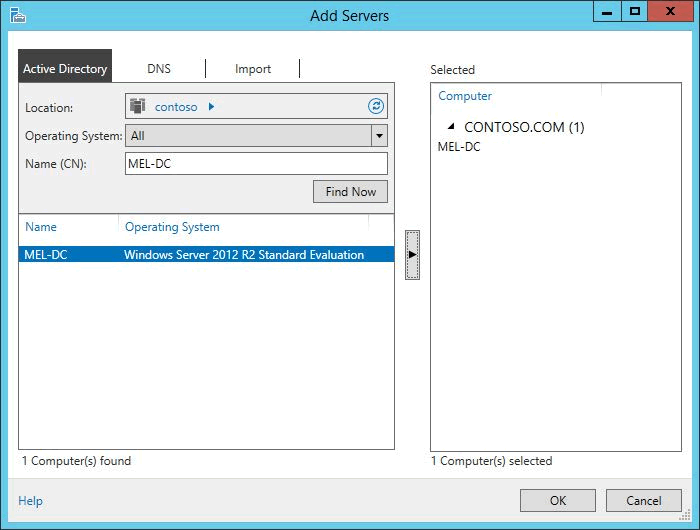 Add Servers
Active Directory
DNS
Import
Location:
contoso
Operating System:
All
Name (CN):
MEL-DC
Find Now
Name
Operating System
MEL-DC
Windows Server 2012 R2 Standard Evaluation
1 Computer(s) found
Selected
Computer
CONTOSO.COM (1)
MEL-DC
1 Computer(s) selected
Help
OK
Cancel